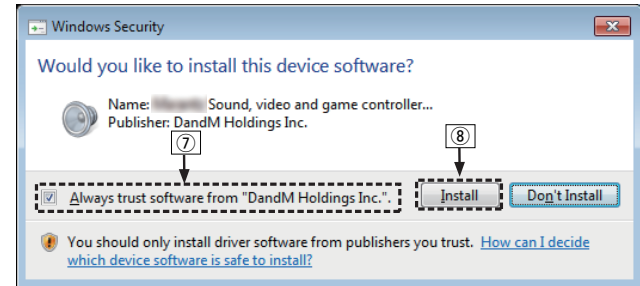 Windows Security
Would you like to install this device software?
Name: Sound, video and game controller...
Publisher: DandM Holdings Inc.
⑦
⑧
Always trust software from "DandM Holdings Inc.".
Install
Don't Install
You should only install driver software from publishers you trust. How can I decide
which device software is safe to install?